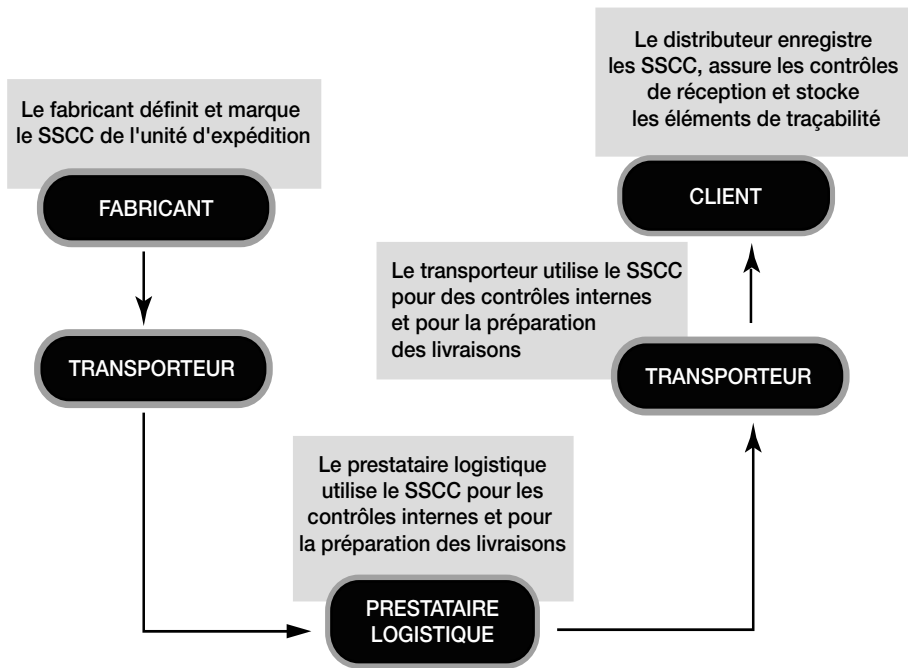 Le fabricant définit et marque
le SSCC de l'unité d'expédition
FABRICANT
TRANSPORTEUR
Le prestataire logistique
utilise le SSCC pour les
contrôles internes et pour
la préparation des livraisons
PRESTATAIRE
LOGISTIQUE
Le transporteur utilise le SSCC
pour des contrôles internes
et pour la préparation
des livraisons
TRANSPORTEUR
Le distributeur enregistre
les SSCC, assure les contrôles
de réception et stocke
les éléments de traçabilité
CLIENT